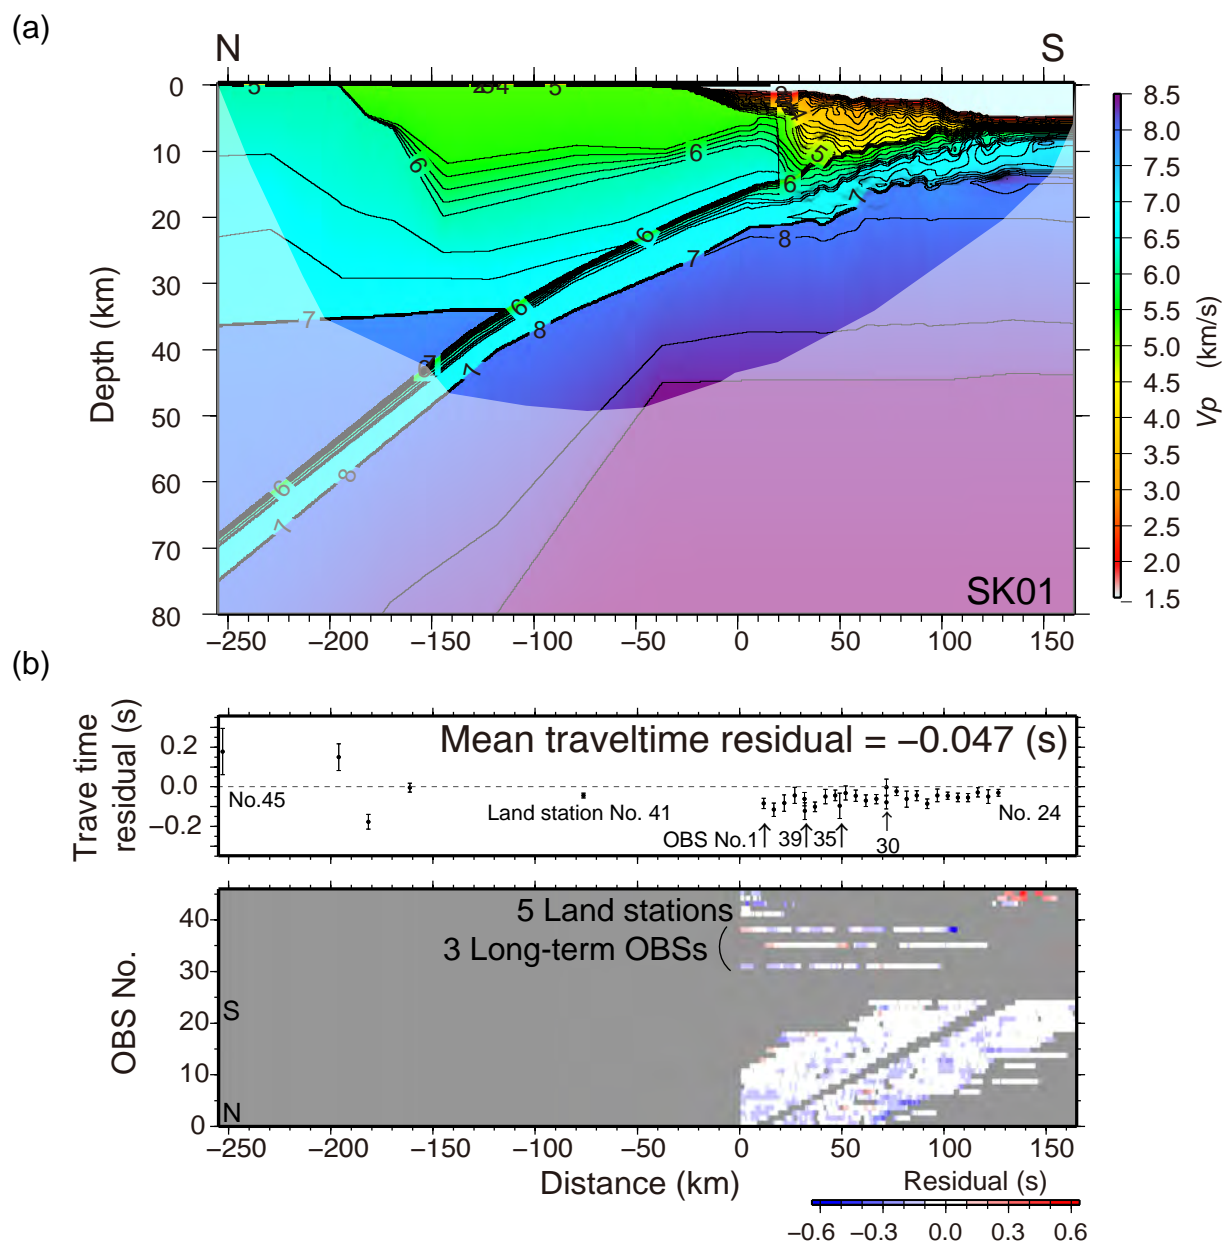 (a)
N S
0
10
20
30
40
50
60
70
80
Depth (km)
5 5 6 6 5 6 7 8 6 7 7 6 8 7 7 6 7 8
SK01
8.5
8.0
7.5
7.0
6.5
6.0
5.5
5.0
4.5
4.0
3.5
3.0
2.5
2.0
1.5
Vp (km/s)
−250 −200 −150 −100 −50 0 50 100 150
(b)
Trave time
residual (s)
0.2
0.0
−0.2
Mean traveltime residual = −0.047 (s)
No.45
Land station No. 41
No. 24
OBS No.1 39 35 30
OBS No.
40
30
20
10
0
S
N
5 Land stations
3 Long-term OBSs
−250 −200 −150 −100 −50 0 50 100 150
Distance (km)
Residual (s)
−0.6 −0.3 0.0 0.3 0.6